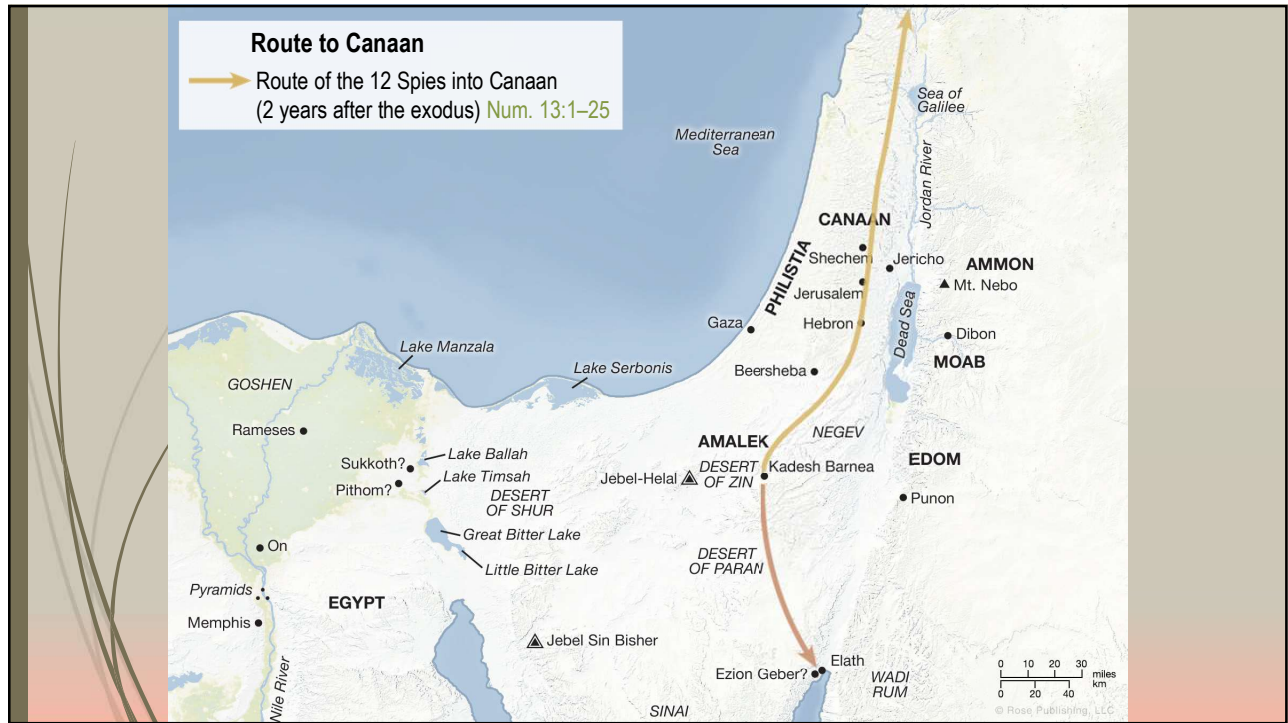 Route to Canaan
Route of the 12 Spies into Canaan
(2 years after the exodus) Num. 13:1–25
Mediterranean
Sea
Sea of
Galilee
Jordan River
CANAAN
Shechem
Jericho
AMMON
Mt. Nebo
PHILISTIA
Jerusalem
Gaza
Hebron
Dead Sea
Dibon
MOAB
Beersheba
Lake Manzala
Lake Serbonis
GOSHEN
Rameses
NEGEV
AMALEK
EDOM
Sukkoth?
Lake Ballah
Kadesh Barnea
DESERT
OF ZIN
Jebel-Helal
Lake Timsah
Pithom?
DESERT
OF SHUR
Punon
Great Bitter Lake
On
DESERT
OF PARAN
Little Bitter Lake
Pyramids
EGYPT
Memphis
Jebel Sin Bisher
Elath
Ezion Geber?
WADI
RUM
Nile River
SINAI
0 10 20 30 miles
0 20 40 km
© Rose Publishing, LLC